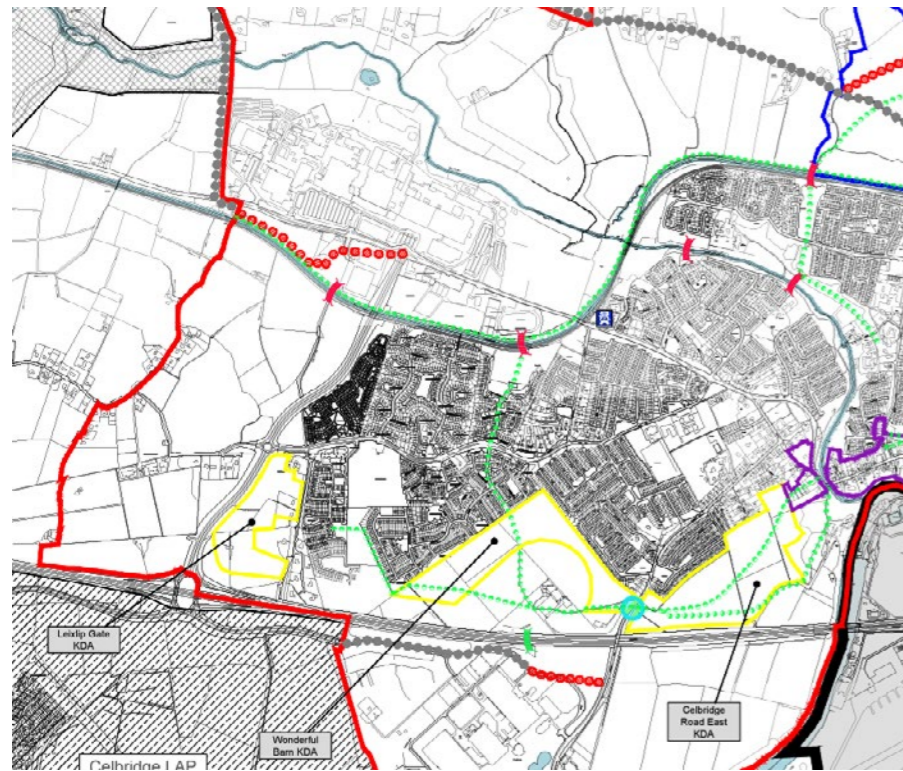 Leixlip Gate
KDA
Wonderful
Barn KDA
Celbridge
Road East
KDA
Celbridge LAP